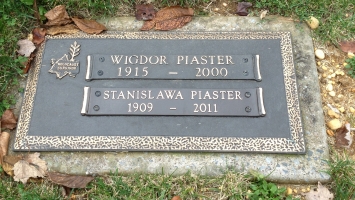 WIGDOR PIASTER
1915 – 2000
STANISLAWA PIASTER
1909 – 2011